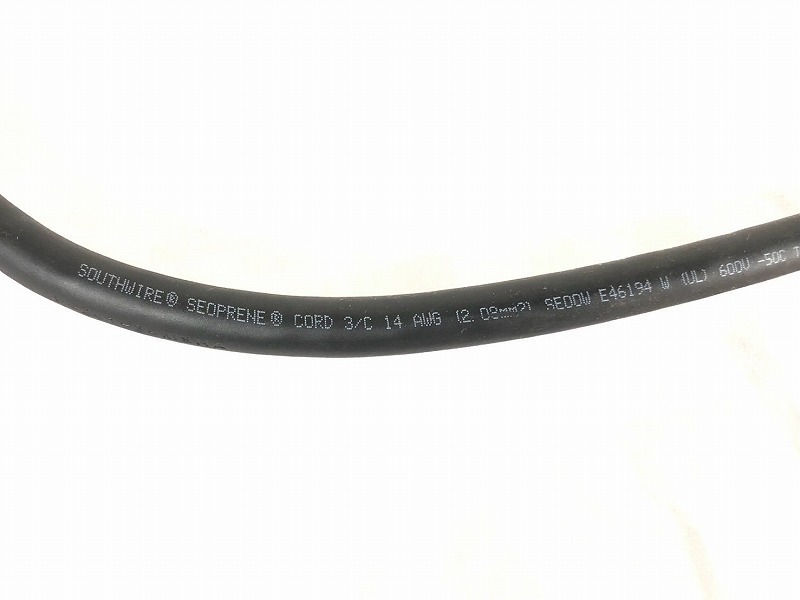 SOUTHWIRE® SEOPRENE® CORD 3/C 14 AWG (2.08mm²) SEOOW E46194 W (UL) 600V -50C T